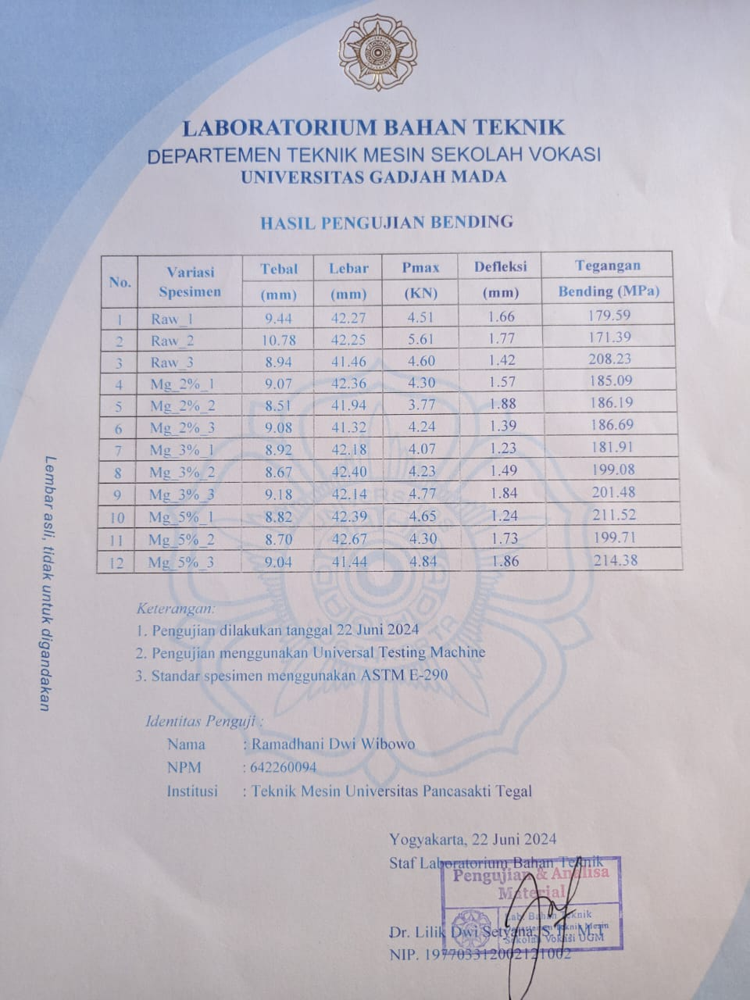 LABORATORIUM BAHAN TEKNIK
DEPARTEMEN TEKNIK MESIN SEKOLAH VOKASI
UNIVERSITAS GADJAH MADA
HASIL PENGUJIAN BENDING
No. Variasi Spesimen Tebal (mm) Lebar (mm) Pmax (KN) Defleksi (mm) Tegangan Bending (MPa)
1 Raw_1 9.44 42.27 4.51 1.66 179.59
2 Raw_2 10.78 42.25 5.61 1.77 171.39
3 Raw_3 8.94 41.46 4.60 1.42 208.23
4 Mg_2%_1 9.07 42.36 4.30 1.57 185.09
5 Mg_2%_2 8.51 41.94 3.77 1.88 186.19
6 Mg_2%_3 9.08 41.32 4.24 1.39 186.69
7 Mg_3%_1 8.92 42.18 4.07 1.23 181.91
8 Mg_3%_2 8.67 42.40 4.23 1.49 199.08
9 Mg_3%_3 9.18 42.14 4.77 1.84 201.48
10 Mg_5%_1 8.82 42.39 4.65 1.24 211.52
11 Mg_5%_2 8.70 42.67 4.30 1.73 199.71
12 Mg_5%_3 9.04 41.44 4.84 1.86 214.38
Lembar asli, tidak untuk digandakan
Keterangan:
1. Pengujian dilakukan tanggal 22 Juni 2024
2. Pengujian menggunakan Universal Testing Machine
3. Standar spesimen menggunakan ASTM E-290
Identitas Penguji :
Nama : Ramadhani Dwi Wibowo
NPM : 642260094
Institusi : Teknik Mesin Universitas Pancasakti Tegal
Yogyakarta, 22 Juni 2024
Staf Laboratorium Bahan Teknik
Pengujian & Analisa
Material
Lab. Bahan Teknik
Departemen Teknik Mesin
Sekolah Vokasi UGM
Dr. Lilik Dwi Setyana, S.T., M.T
NIP. 197703312002121002